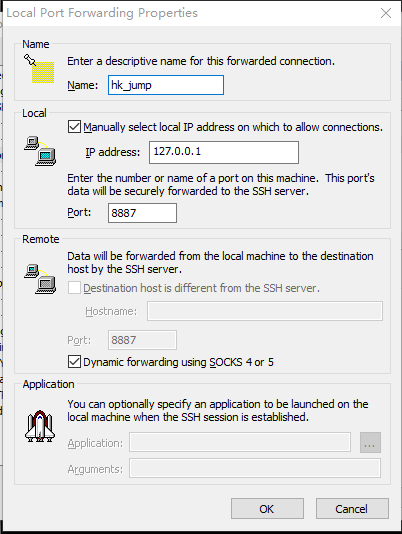 Local Port Forwarding Properties
Name
Enter a descriptive name for this forwarded connection.
Name: hk_jump
Local
Manually select local IP address on which to allow connections.
IP address: 127.0.0.1
Enter the number or name of a port on this machine. This port's
data will be securely forwarded to the SSH server.
Port: 8887
Remote
Data will be forwarded from the local machine to the destination
host by the SSH server.
Destination host is different from the SSH server.
Hostname:
Port: 8887
Dynamic forwarding using SOCKS 4 or 5
Application
You can optionally specify an application to be launched on the
local machine when the SSH session is established.
Application: ...
Arguments:
OK Cancel